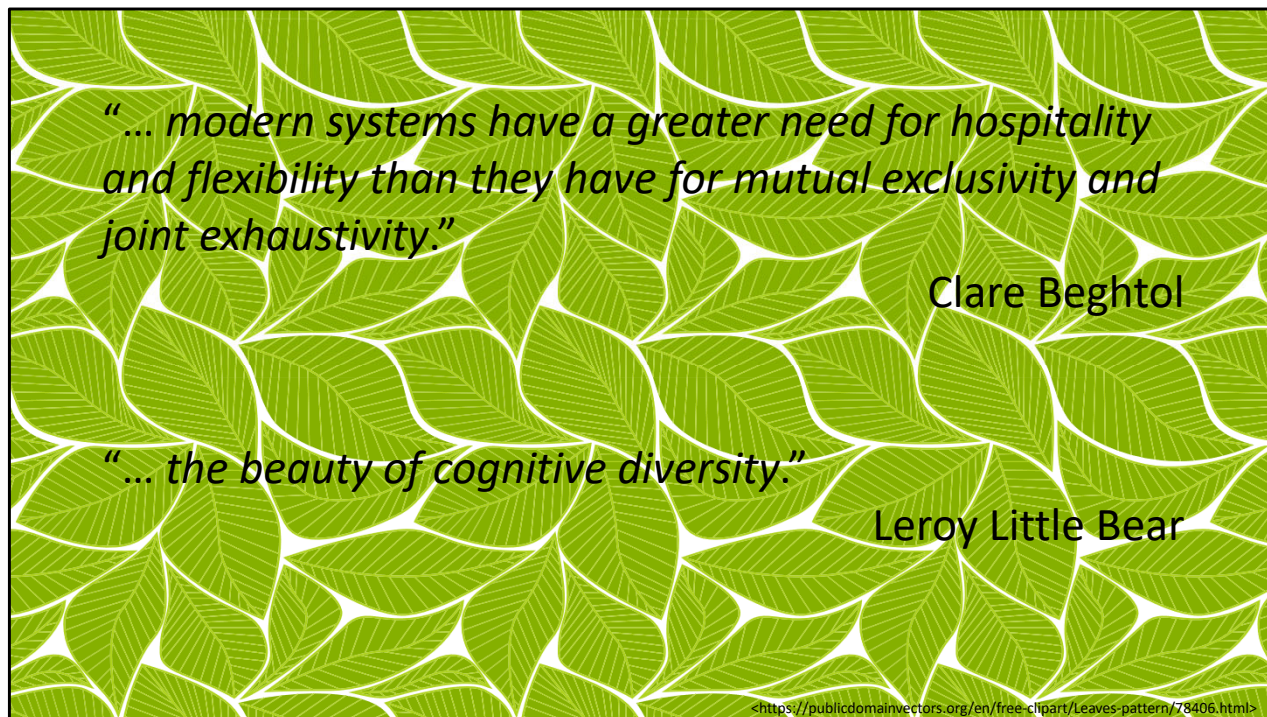 “… modern systems have a greater need for hospitality
and flexibility than they have for mutual exclusivity and
joint exhaustivity.”
Clare Beghtol
“… the beauty of cognitive diversity.”
Leroy Little Bear
<https://publicdomainvectors.org/en/free-clipart/Leaves-pattern/78406.html>